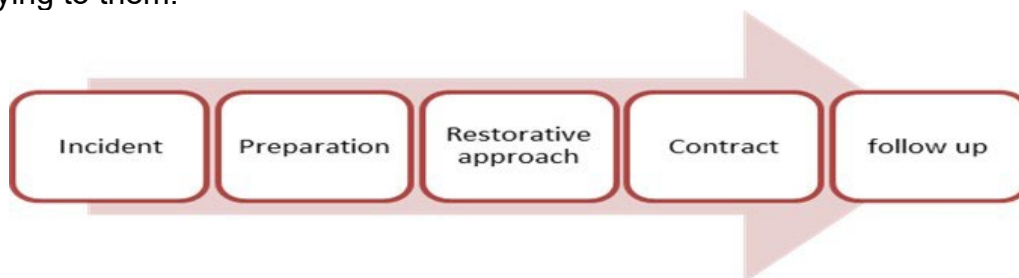 ying to them.
Incident
Preparation
Restorative
approach
Contract
follow up